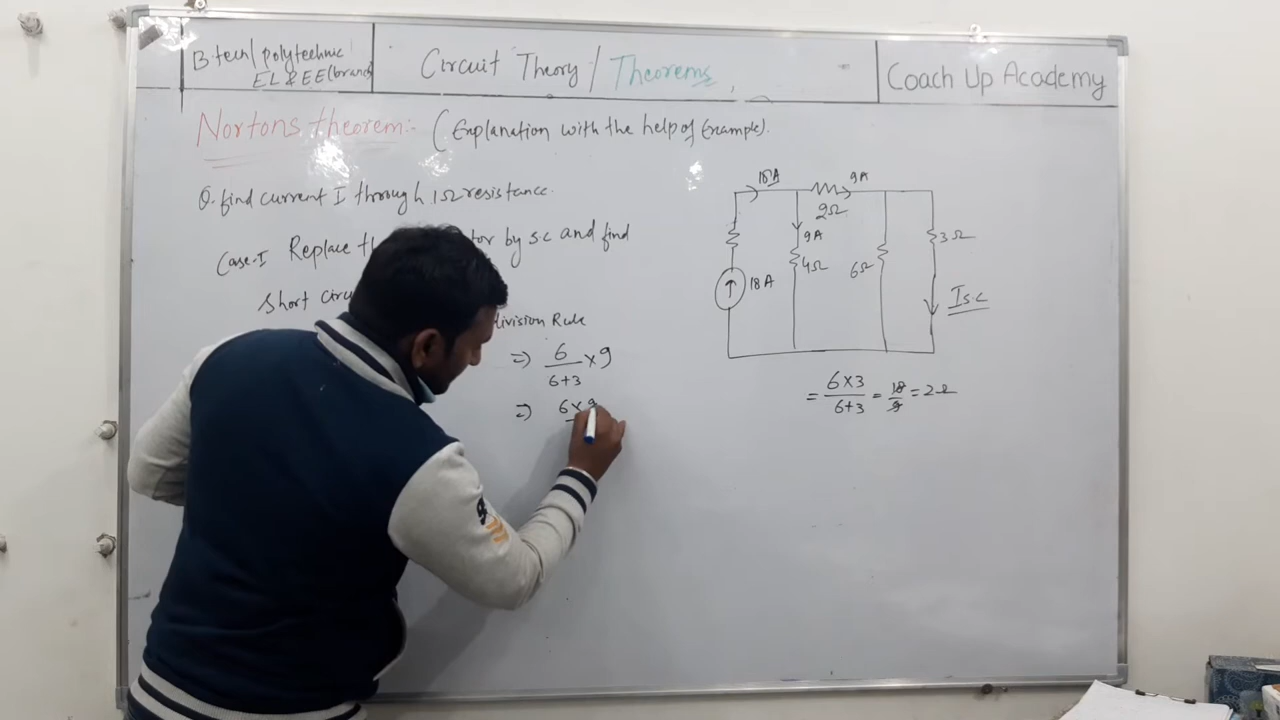 B.tech/polytechnic
EL & EE(branch)
Circuit Theory / Theorems
Coach Up Academy
Nortons theorem:- (Explanation with the help of Example).
Q. find current I through 1Ω resistance.
Case-I Replace by s.c and find
short
division Rule
=> 6/6+3 × 9
=> 6×9
18A
9A
2Ω
9A
4Ω
6Ω
3Ω
18A
Isc
= 6×3/6+3 = 18/9 = 2Ω